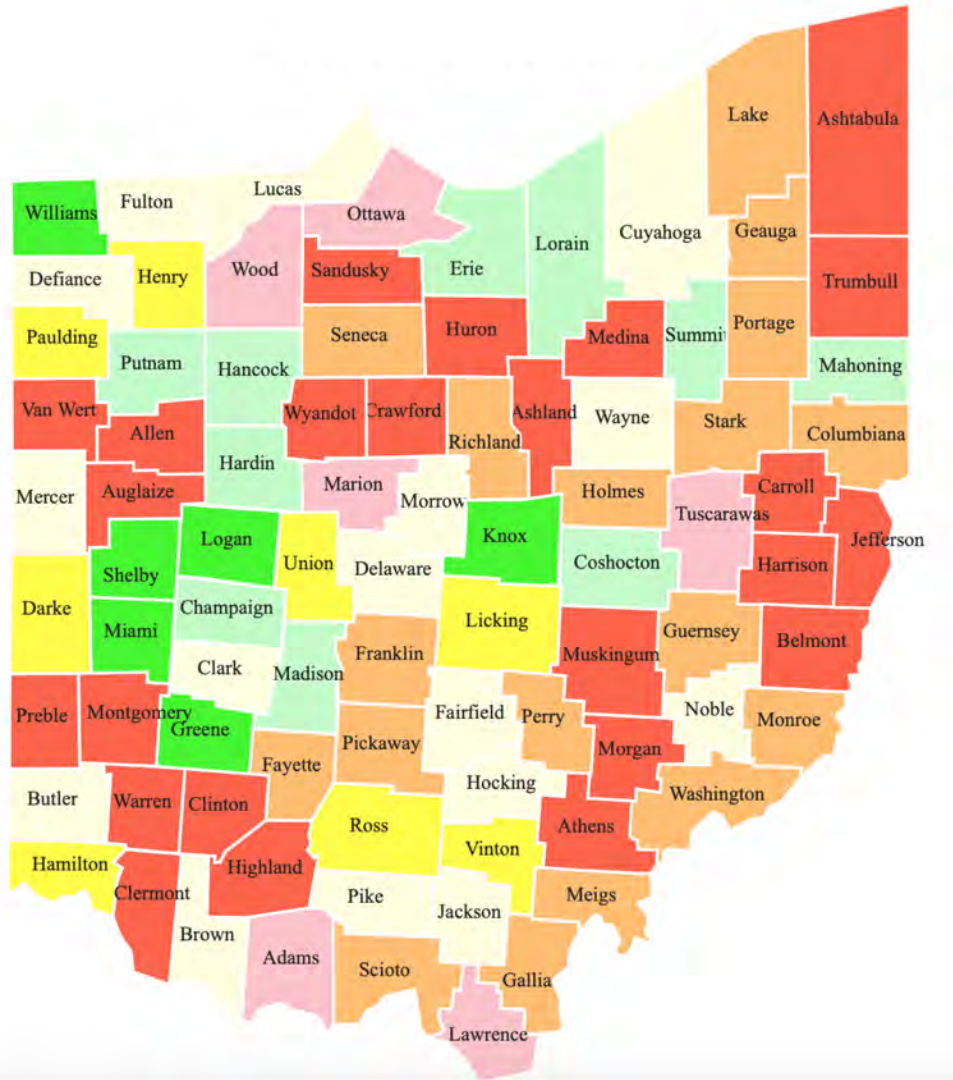 Lake
Ashtabula
Lucas
Fulton
Williams
Ottawa
Geauga
Cuyahoga
Lorain
Wood
Erie
Sandusky
Henry
Defiance
Trumbull
Portage
Huron
Seneca
Medina
Summi
Paulding
Putnam
Hancock
Mahoning
Van Wert
Wyandot
Crawford
Ashland
Wayne
Stark
Allen
Richland
Columbiana
Hardin
Marion
Carroll
Auglaize
Holmes
Mercer
Morrow
Tuscarawas
Logan
Knox
Jefferson
Union
Coshocton
Harrison
Delaware
Shelby
Darke
Champaign
Licking
Miami
Guernsey
Belmont
Franklin
Muskingum
Clark
Madison
Preble
Montgomery
Fairfield
Perry
Noble
Monroe
Greene
Pickaway
Morgan
Fayette
Hocking
Washington
Butler
Warren
Clinton
Ross
Athens
Vinton
Hamilton
Highland
Clermont
Pike
Meigs
Jackson
Brown
Adams
Scioto
Gallia
Lawrence